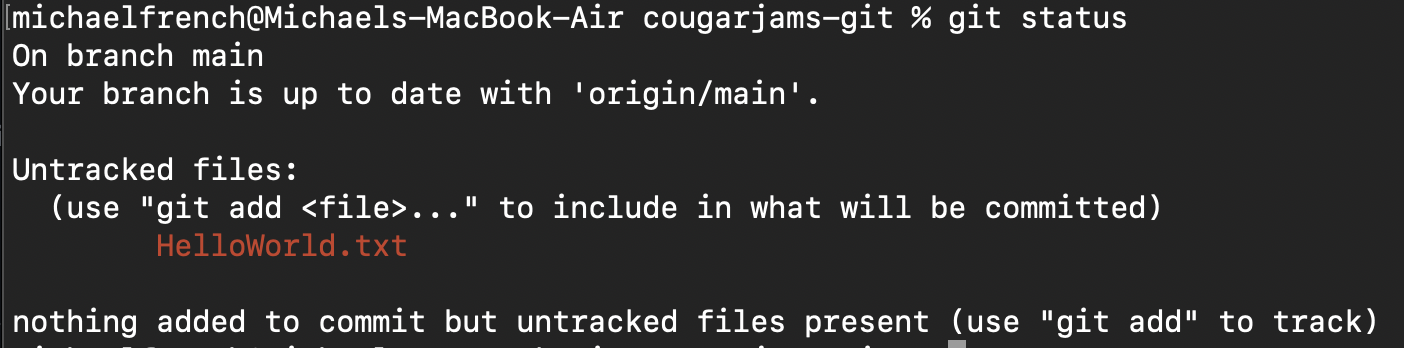 michaelfrench@Michaels-MacBook-Air cougarjams-git % git status
On branch main
Your branch is up to date with 'origin/main'.
Untracked files:
(use "git add <file>..." to include in what will be committed)
HelloWorld.txt
nothing added to commit but untracked files present (use "git add" to track)